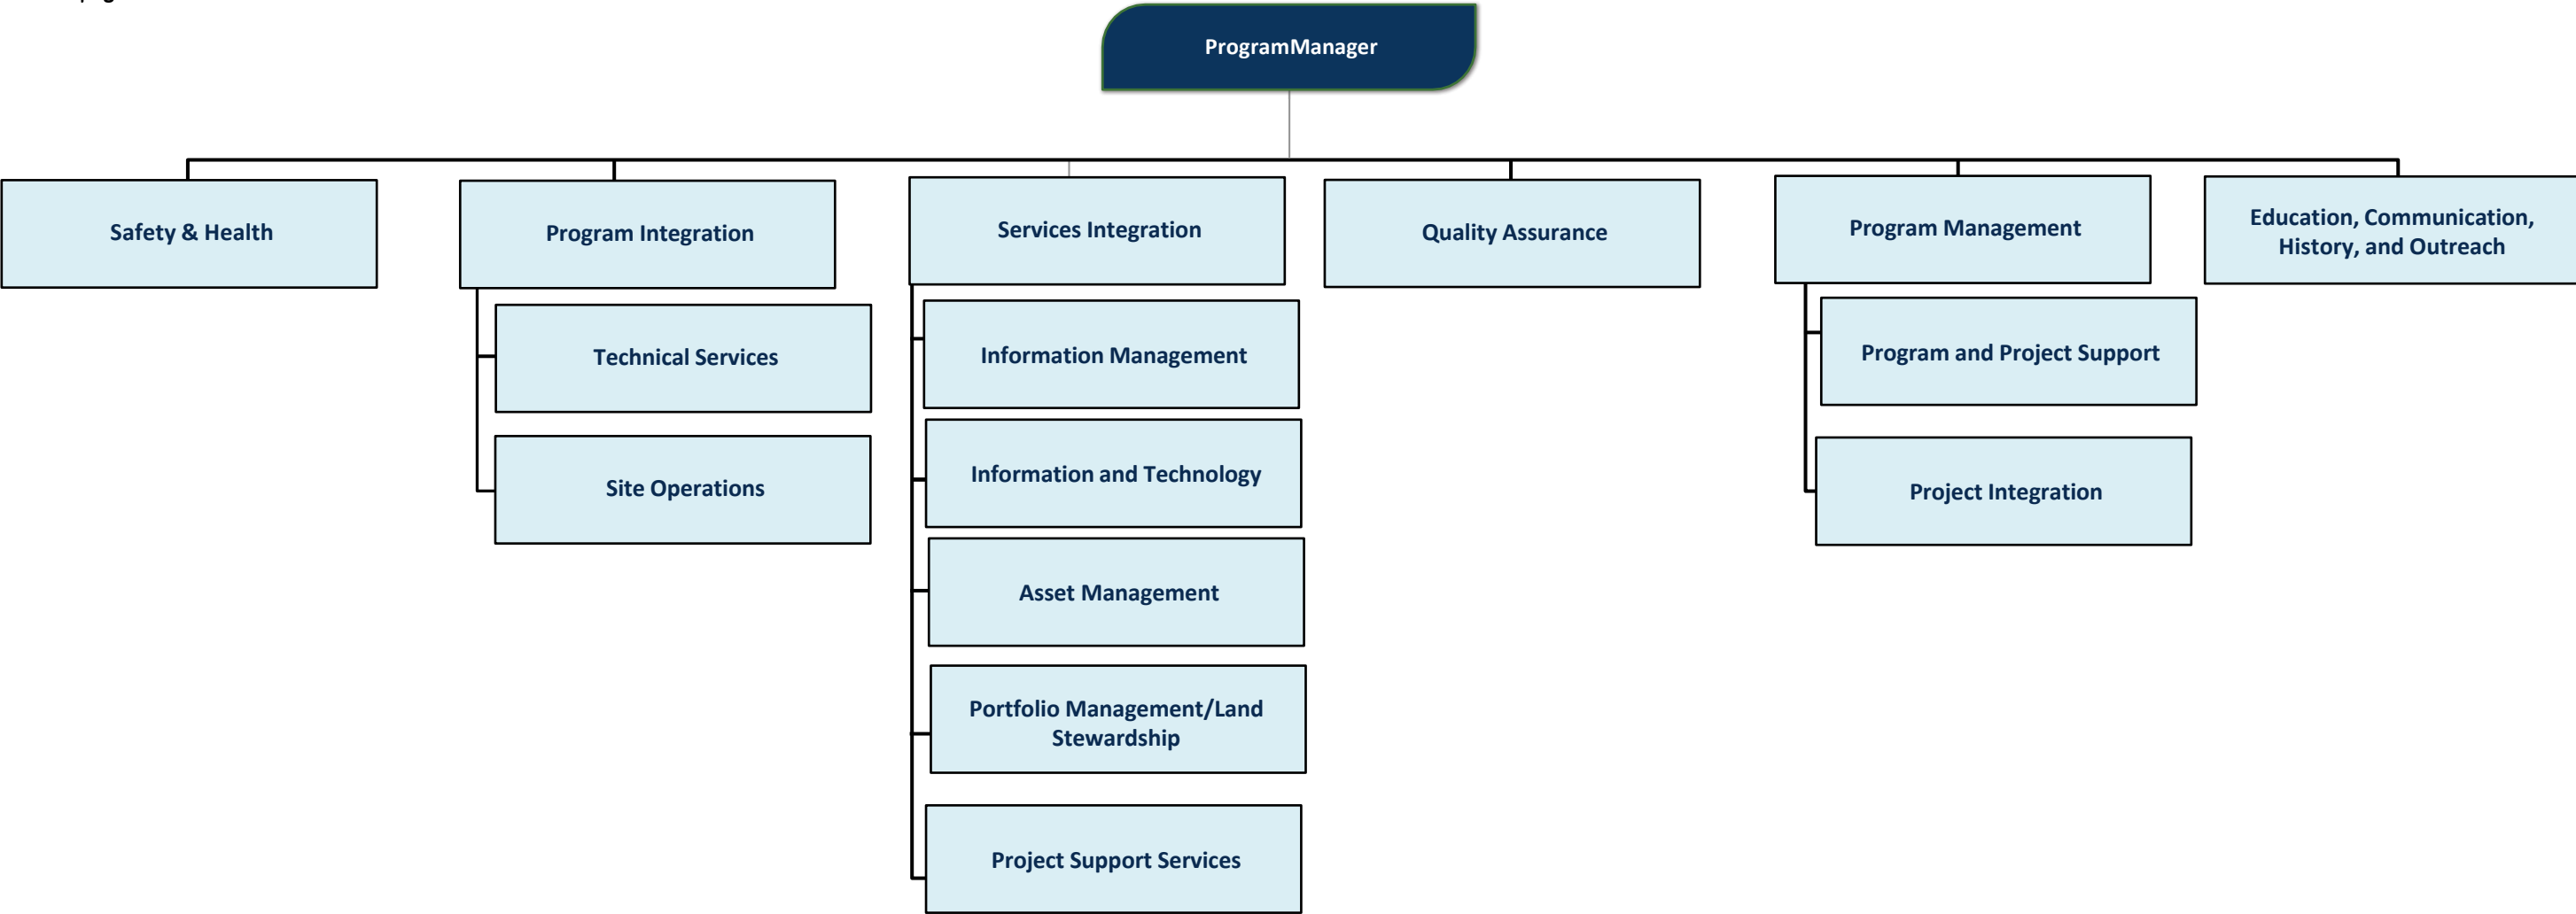 ProgramManager
Safety & Health
Program Integration
Technical Services
Site Operations
Services Integration
Information Management
Information and Technology
Asset Management
Portfolio Management/Land
Stewardship
Project Support Services
Quality Assurance
Program Management
Program and Project Support
Project Integration
Education, Communication,
History, and Outreach